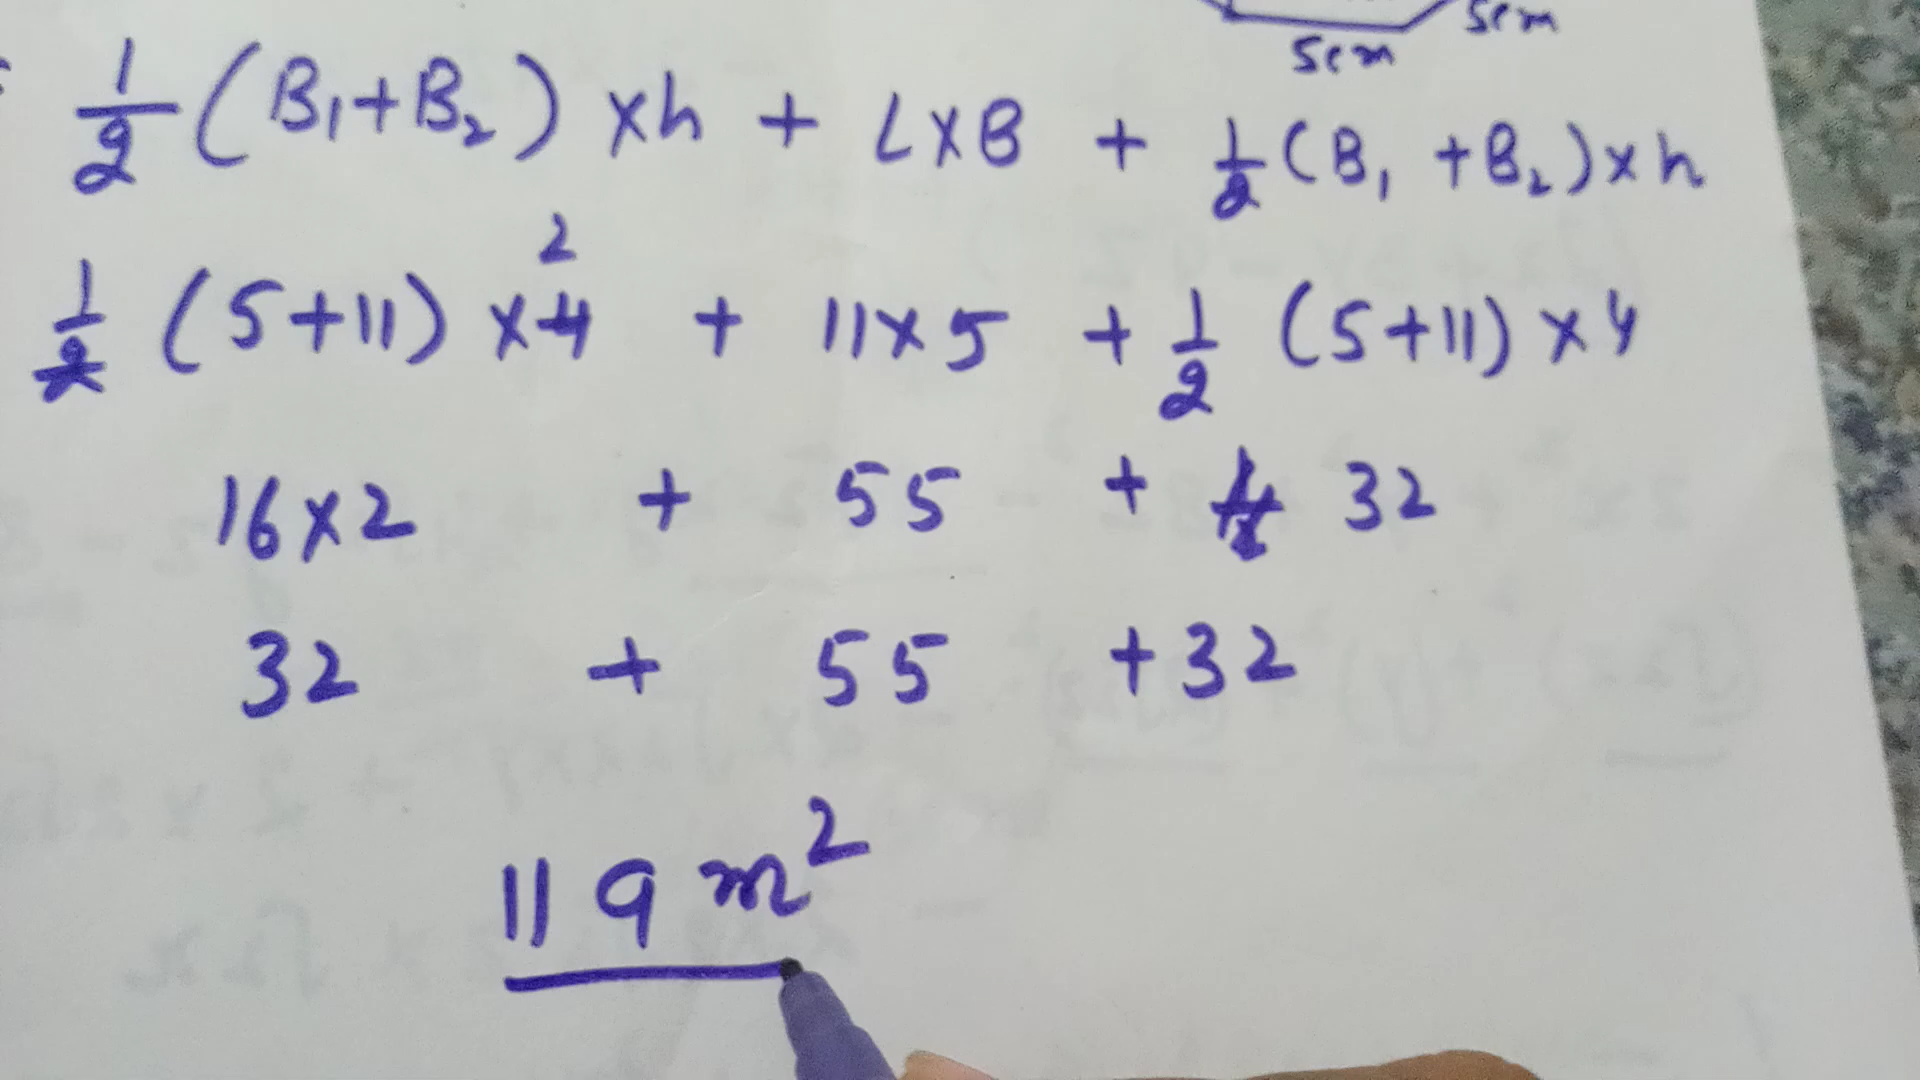 5cm
5cm
1/2 (B₁+B₂) xh + LxB + 1/2 (B₁ +B₂)xh
2
1/2 (5+11) x4 + 11x5 + 1/2 (5+11) x4
16x2 + 55 + 32
32 + 55 +32
119 m²